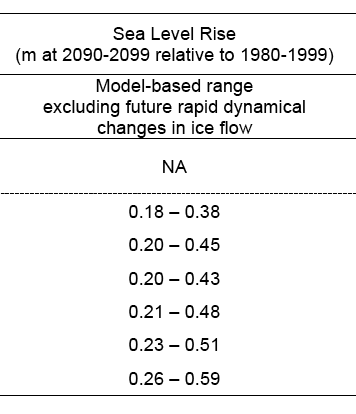 Sea Level Rise
(m at 2090-2099 relative to 1980-1999)
Model-based range
excluding future rapid dynamical
changes in ice flow
NA
0.18 – 0.38
0.20 – 0.45
0.20 – 0.43
0.21 – 0.48
0.23 – 0.51
0.26 – 0.59